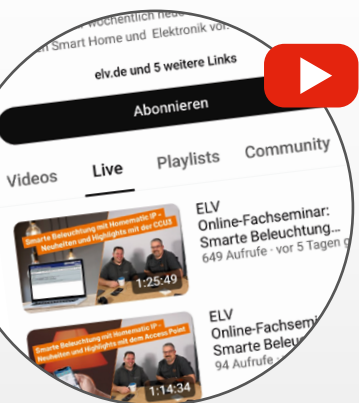 wöchentlich neue
Smart Home und Elektronik vor.
elv.de und 5 weitere Links
Abonnieren
Videos
Live
Playlists
Community
Smarte Beleuchtung mit Homematic IP -
Neuheiten und Highlights mit der CCU3
1:25:49
ELV
Online-Fachseminar:
Smarte Beleuchtung...
649 Aufrufe · vor 5 Tagen
Smarte Beleuchtung mit Homematic IP -
Neuheiten und Highlights mit dem Access Point
1:14:34
ELV
Online-Fachsemi
Smarte Beleu
94 Aufrufe ·